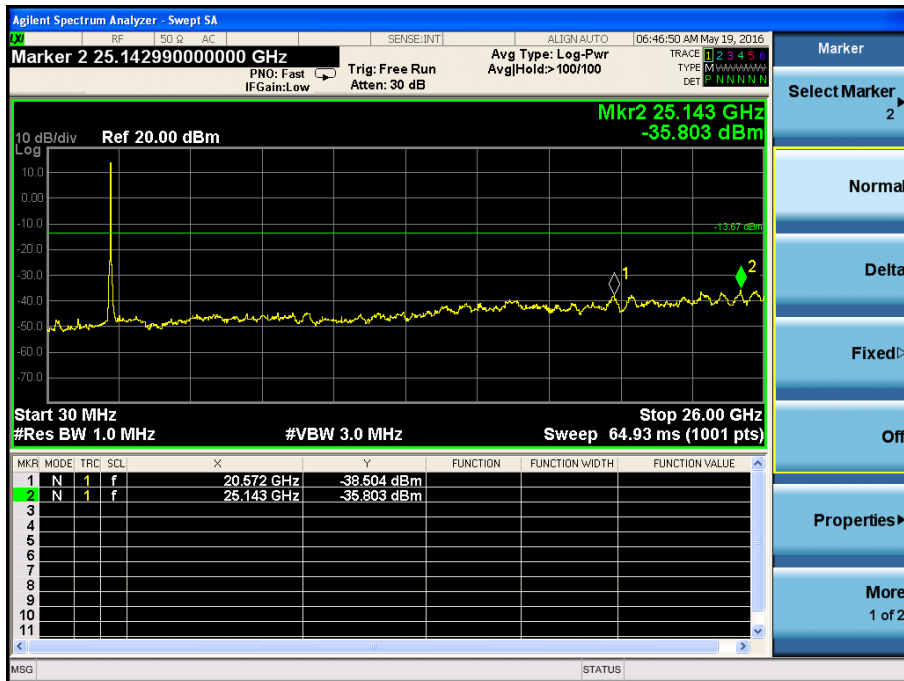 Agilent Spectrum Analyzer - Swept SA
LXI RF 50 Ω AC SENSE:INT ALIGN AUTO 06:46:50 AM May 19, 2016
Marker 2 25.142990000000 GHz
PNO: Fast
IFGain:Low
Trig: Free Run
Atten: 30 dB
Avg Type: Log-Pwr
Avg|Hold:>100/100
TRACE 1 2 3 4 5 6
TYPE M W W W W W
DET P N N N N N
Mkr2 25.143 GHz
-35.803 dBm
10 dB/div Ref 20.00 dBm
Log
10.0
0.00
-10.0
-13.67 dBm
-20.0
-30.0
1
2
-40.0
-50.0
-60.0
-70.0
Start 30 MHz Stop 26.00 GHz
#Res BW 1.0 MHz #VBW 3.0 MHz Sweep 64.93 ms (1001 pts)
MKR MODE TRC SCL X Y FUNCTION FUNCTION WIDTH FUNCTION VALUE
1 N 1 f 20.572 GHz -38.504 dBm
2 N 1 f 25.143 GHz -35.803 dBm
3
4
5
6
7
8
9
10
11
MSG STATUS
Marker
Select Marker
2
Normal
Delta
Fixed
Off
Properties
More
1 of 2